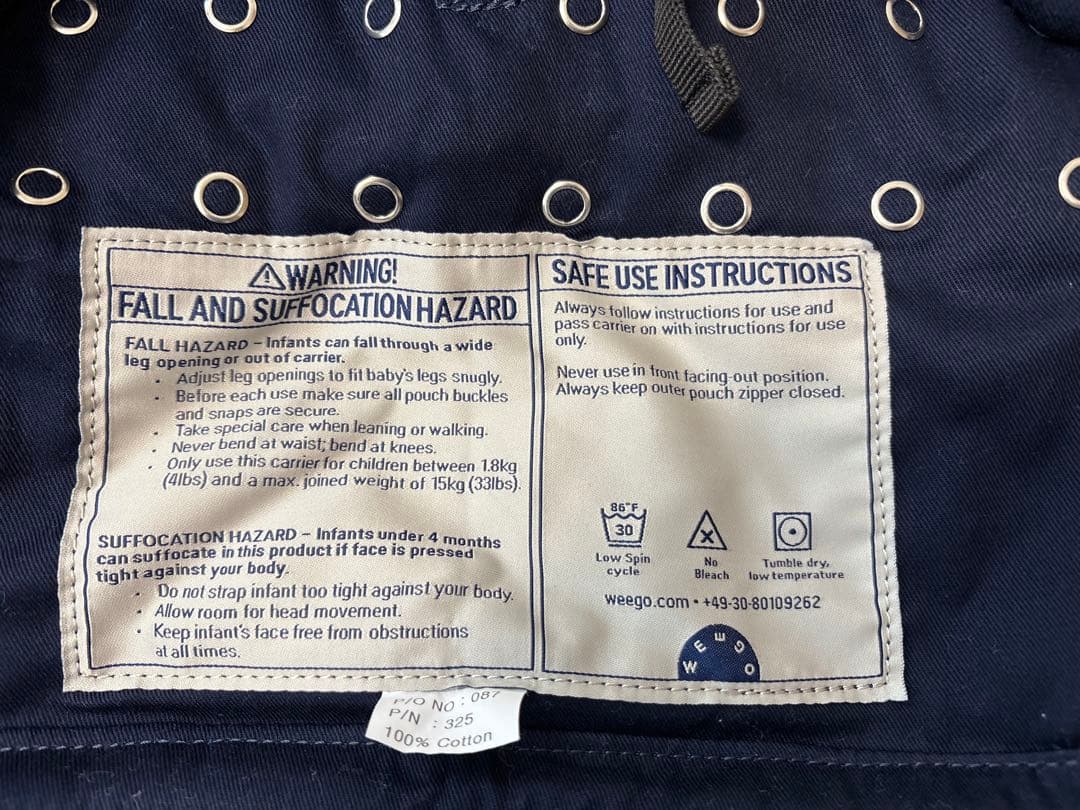 WARNING!
FALL AND SUFFOCATION HAZARD
FALL HAZARD – Infants can fall through a wide
leg opening or out of carrier.
• Adjust leg openings to fit baby's legs snugly.
• Before each use make sure all pouch buckles
and snaps are secure.
• Take special care when leaning or walking.
• Never bend at waist; bend at knees.
• Only use this carrier for children between 1.8kg
(4lbs) and a max. joined weight of 15kg (33lbs).
SUFFOCATION HAZARD – Infants under 4 months
can suffocate in this product if face is pressed
tight against your body.
• Do not strap infant too tight against your body.
• Allow room for head movement.
• Keep infant's face free from obstructions
at all times.
SAFE USE INSTRUCTIONS
Always follow instructions for use and
pass carrier on with instructions for use
only.
Never use in front facing-out position.
Always keep outer pouch zipper closed.
86°F
30
Low Spin
cycle
No
Bleach
Tumble dry,
low temperature
weego.com • +49-30-80109262
WEEGO
P/O NO : 087
P/N : 325
100% Cotton